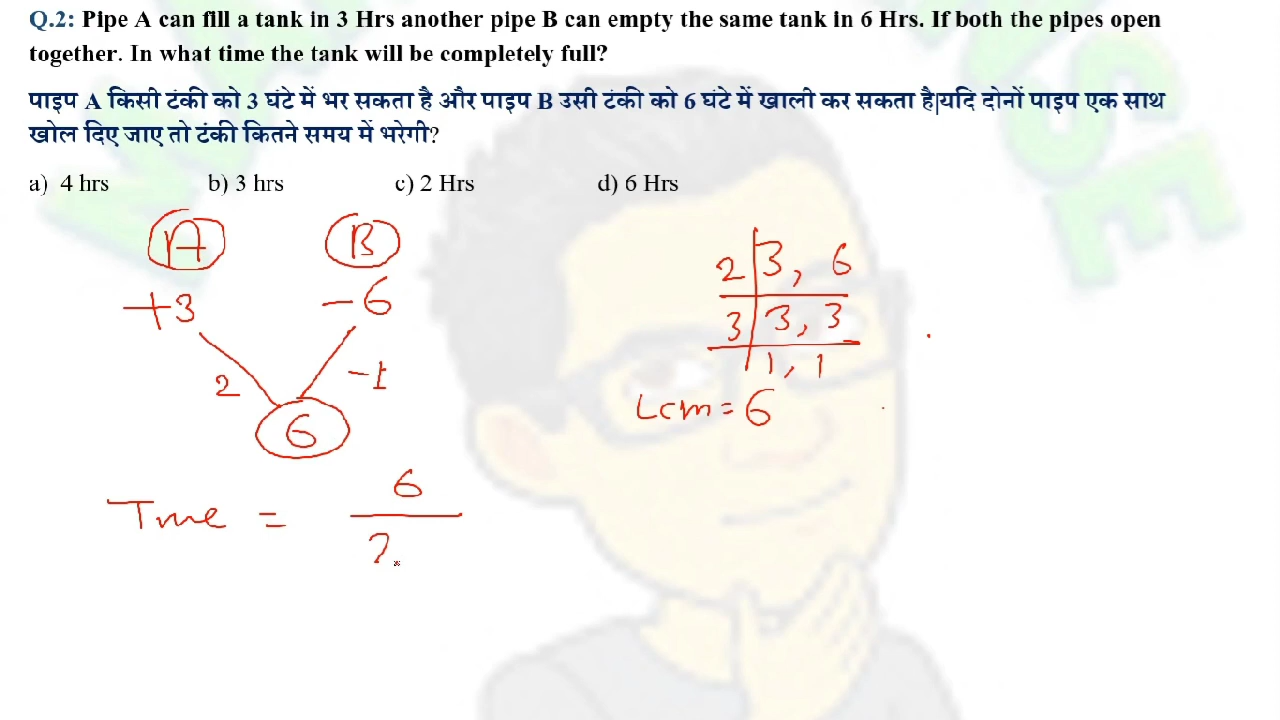 Q.2: Pipe A can fill a tank in 3 Hrs another pipe B can empty the same tank in 6 Hrs. If both the pipes open
together. In what time the tank will be completely full?
पाइप A किसी टंकी को 3 घंटे में भर सकता है और पाइप B उसी टंकी को 6 घंटे में खाली कर सकता है|यदि दोनों पाइप एक साथ
खोल दिए जाए तो टंकी कितने समय में भरेगी?
a) 4 hrs b) 3 hrs c) 2 Hrs d) 6 Hrs
A B
+3 -6
2 -1
6
2 | 3, 6
3 | 3, 3
1, 1
Lcm = 6
Time = 6
2